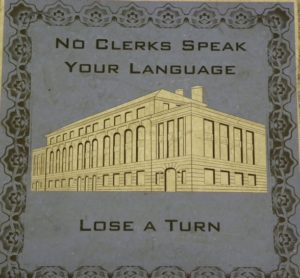 No Clerks Speak
Your Language
Lose a Turn